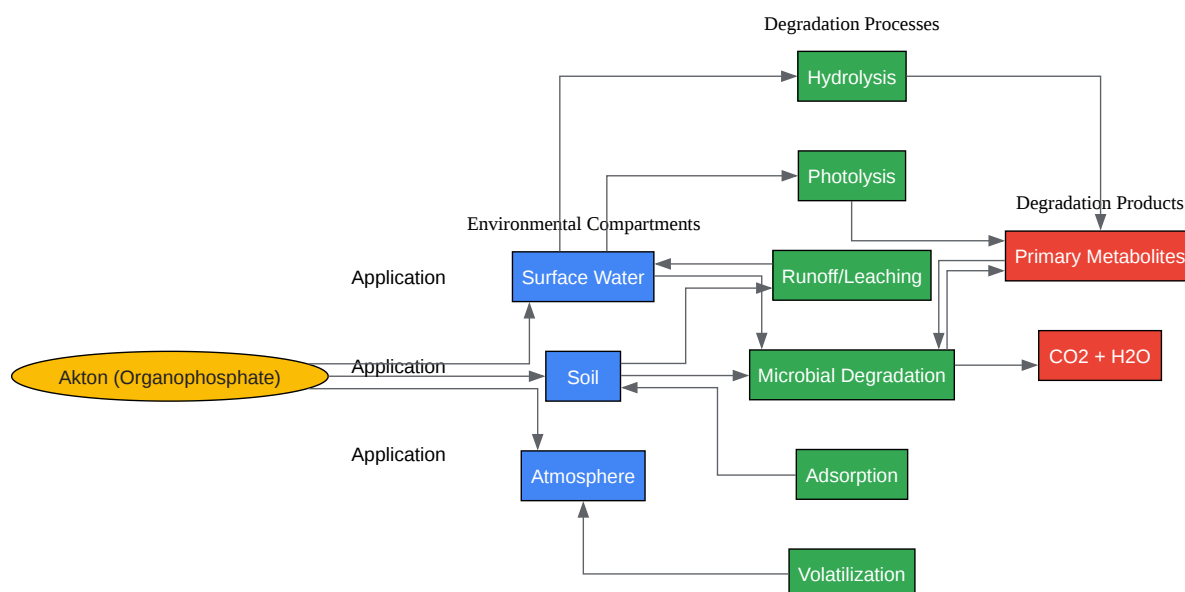 Degradation Processes
Hydrolysis
Photolysis
Degradation Products
Environmental Compartments
Primary Metabolites
Surface Water
Runoff/Leaching
Application
CO2 + H2O
Application
Akton (Organophosphate)
Soil
Microbial Degradation
Application
Atmosphere
Adsorption
Volatilization